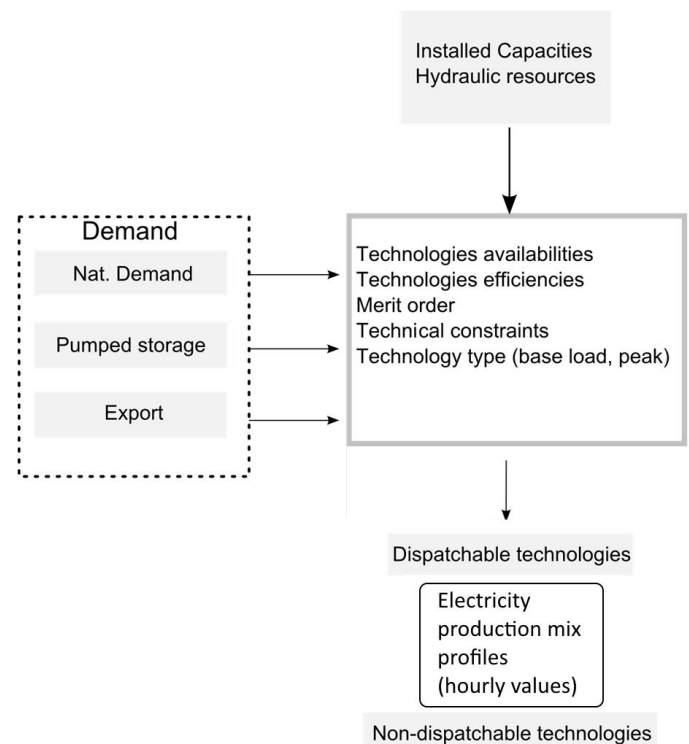 Installed Capacities
Hydraulic resources
Demand
Nat. Demand
Pumped storage
Export
Technologies availabilities
Technologies efficiencies
Merit order
Technical constraints
Technology type (base load, peak)
Dispatchable technologies
Electricity
production mix
profiles
(hourly values)
Non-dispatchable technologies